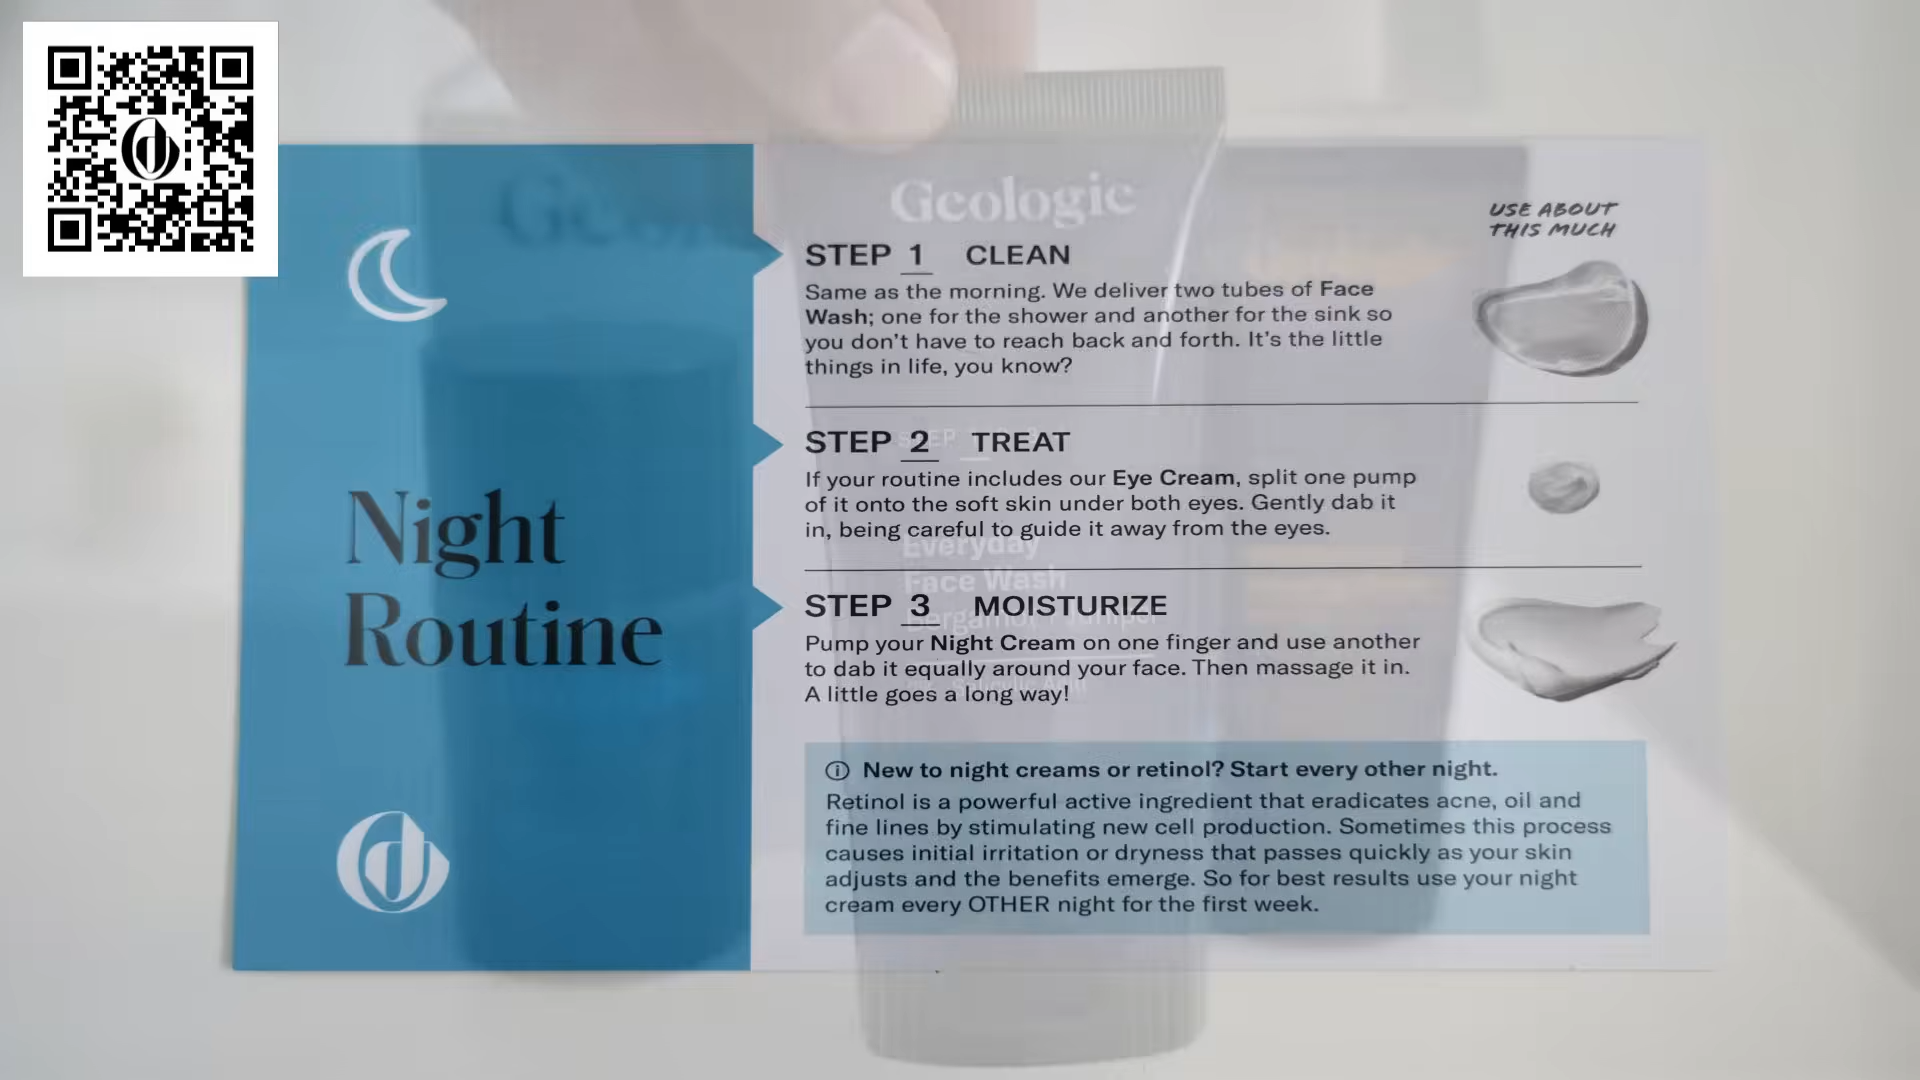 Geologie
USE ABOUT
THIS MUCH
STEP 1 CLEAN
Same as the morning. We deliver two tubes of Face
Wash; one for the shower and another for the sink so
you don't have to reach back and forth. It's the little
things in life, you know?
STEP 2 TREAT
If your routine includes our Eye Cream, split one pump
of it onto the soft skin under both eyes. Gently dab it
in, being careful to guide it away from the eyes.
Night
Routine
Everyday
Face Wash
Bergamot + Juniper
Salicylic Acid
STEP 3 MOISTURIZE
Pump your Night Cream on one finger and use another
to dab it equally around your face. Then massage it in.
A little goes a long way!
New to night creams or retinol? Start every other night.
Retinol is a powerful active ingredient that eradicates acne, oil and
fine lines by stimulating new cell production. Sometimes this process
causes initial irritation or dryness that passes quickly as your skin
adjusts and the benefits emerge. So for best results use your night
cream every OTHER night for the first week.